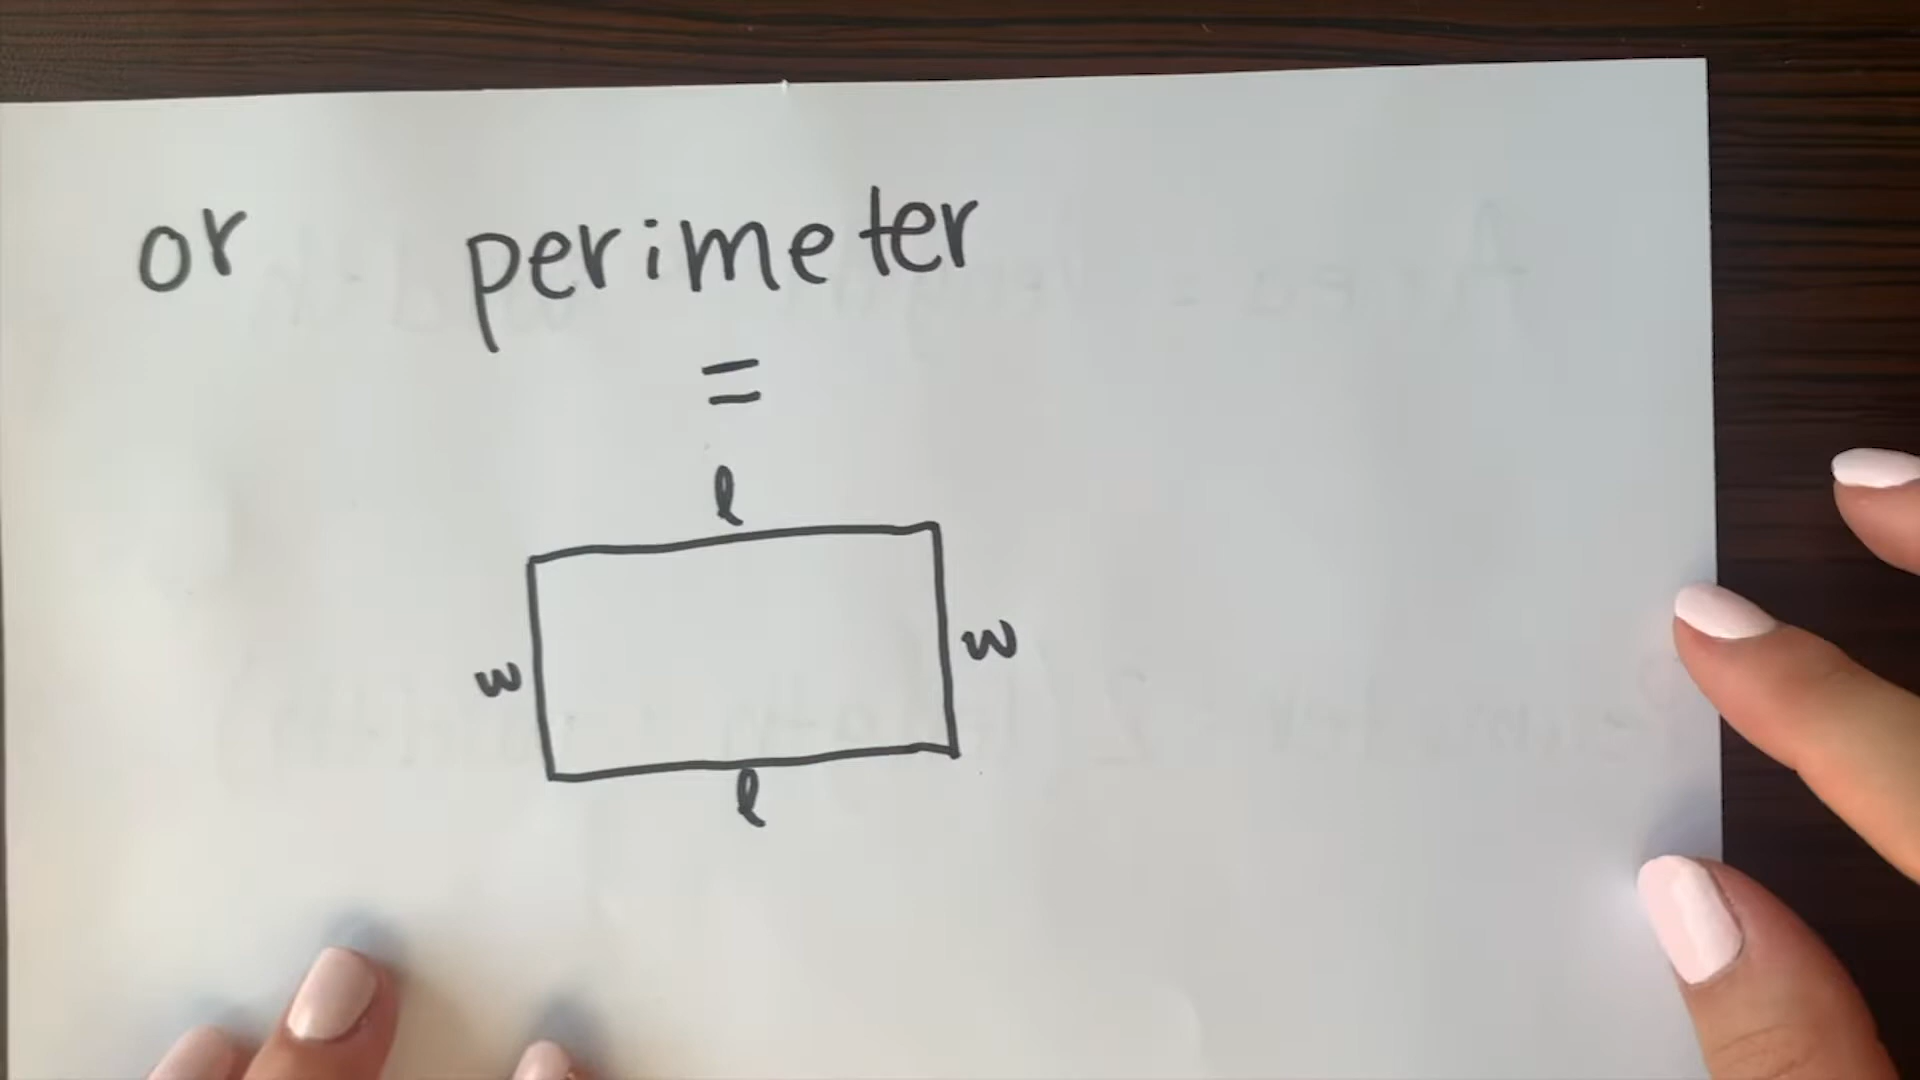 or perimeter
=
l
w w
l